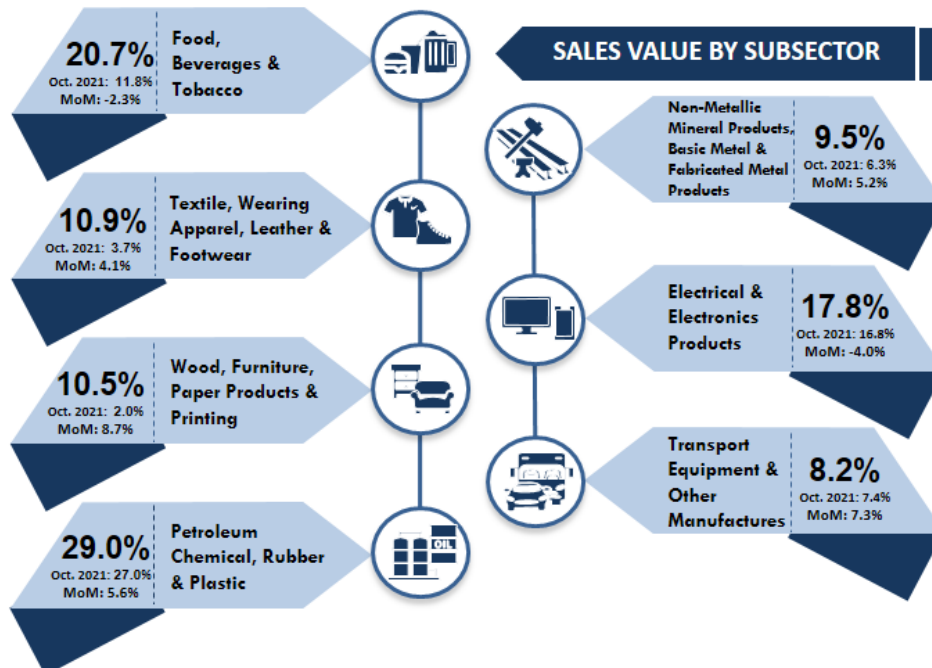 SALES VALUE BY SUBSECTOR
20.7%
Oct. 2021: 11.8%
MoM: -2.3%
Food,
Beverages &
Tobacco
10.9%
Oct. 2021: 3.7%
MoM: 4.1%
Textile, Wearing
Apparel, Leather &
Footwear
10.5%
Oct. 2021: 2.0%
MoM: 8.7%
Wood, Furniture,
Paper Products &
Printing
29.0%
Oct. 2021: 27.0%
MoM: 5.6%
Petroleum
Chemical, Rubber
& Plastic
OIL
Non-Metallic
Mineral Products,
Basic Metal &
Fabricated Metal
Products
9.5%
Oct. 2021: 6.3%
MoM: 5.2%
Electrical &
Electronics
Products
17.8%
Oct. 2021: 16.8%
MoM: -4.0%
Transport
Equipment &
Other
Manufactures
8.2%
Oct. 2021: 7.4%
MoM: 7.3%